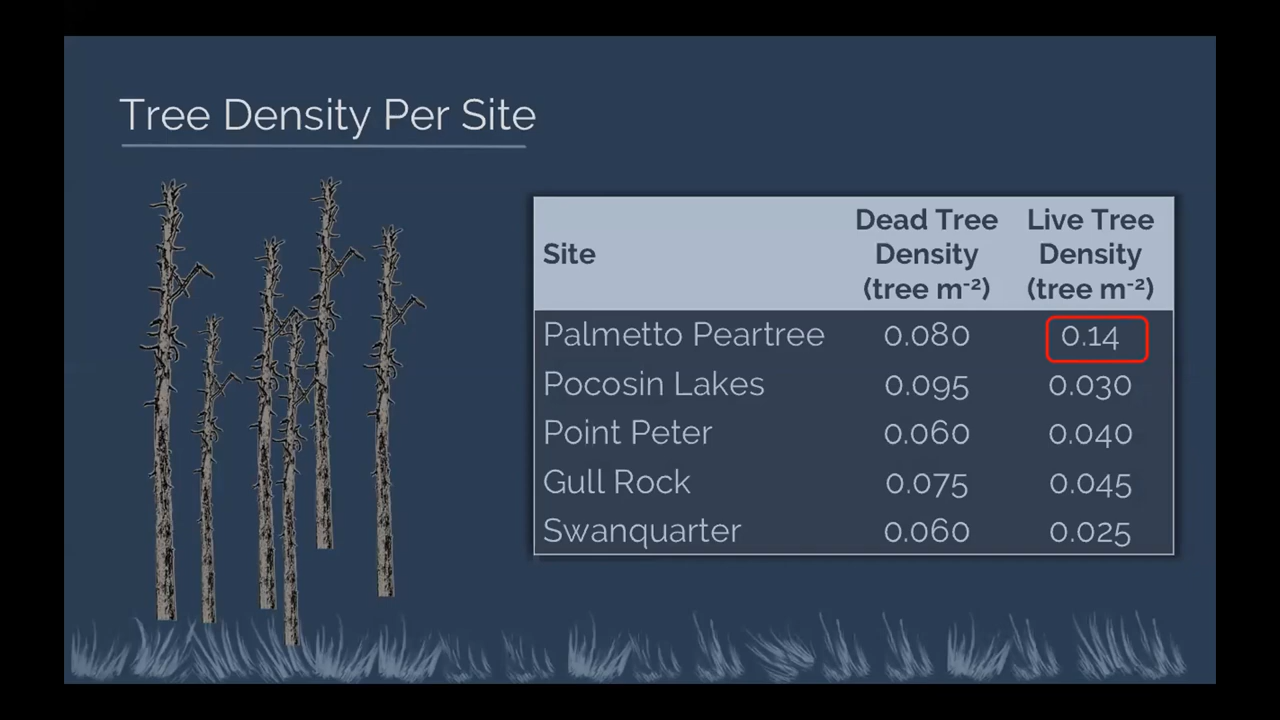 Tree Density Per Site
Site
Dead Tree
Density
(tree m⁻²)
Live Tree
Density
(tree m⁻²)
Palmetto Peartree 0.080 0.14
Pocosin Lakes 0.095 0.030
Point Peter 0.060 0.040
Gull Rock 0.075 0.045
Swanquarter 0.060 0.025